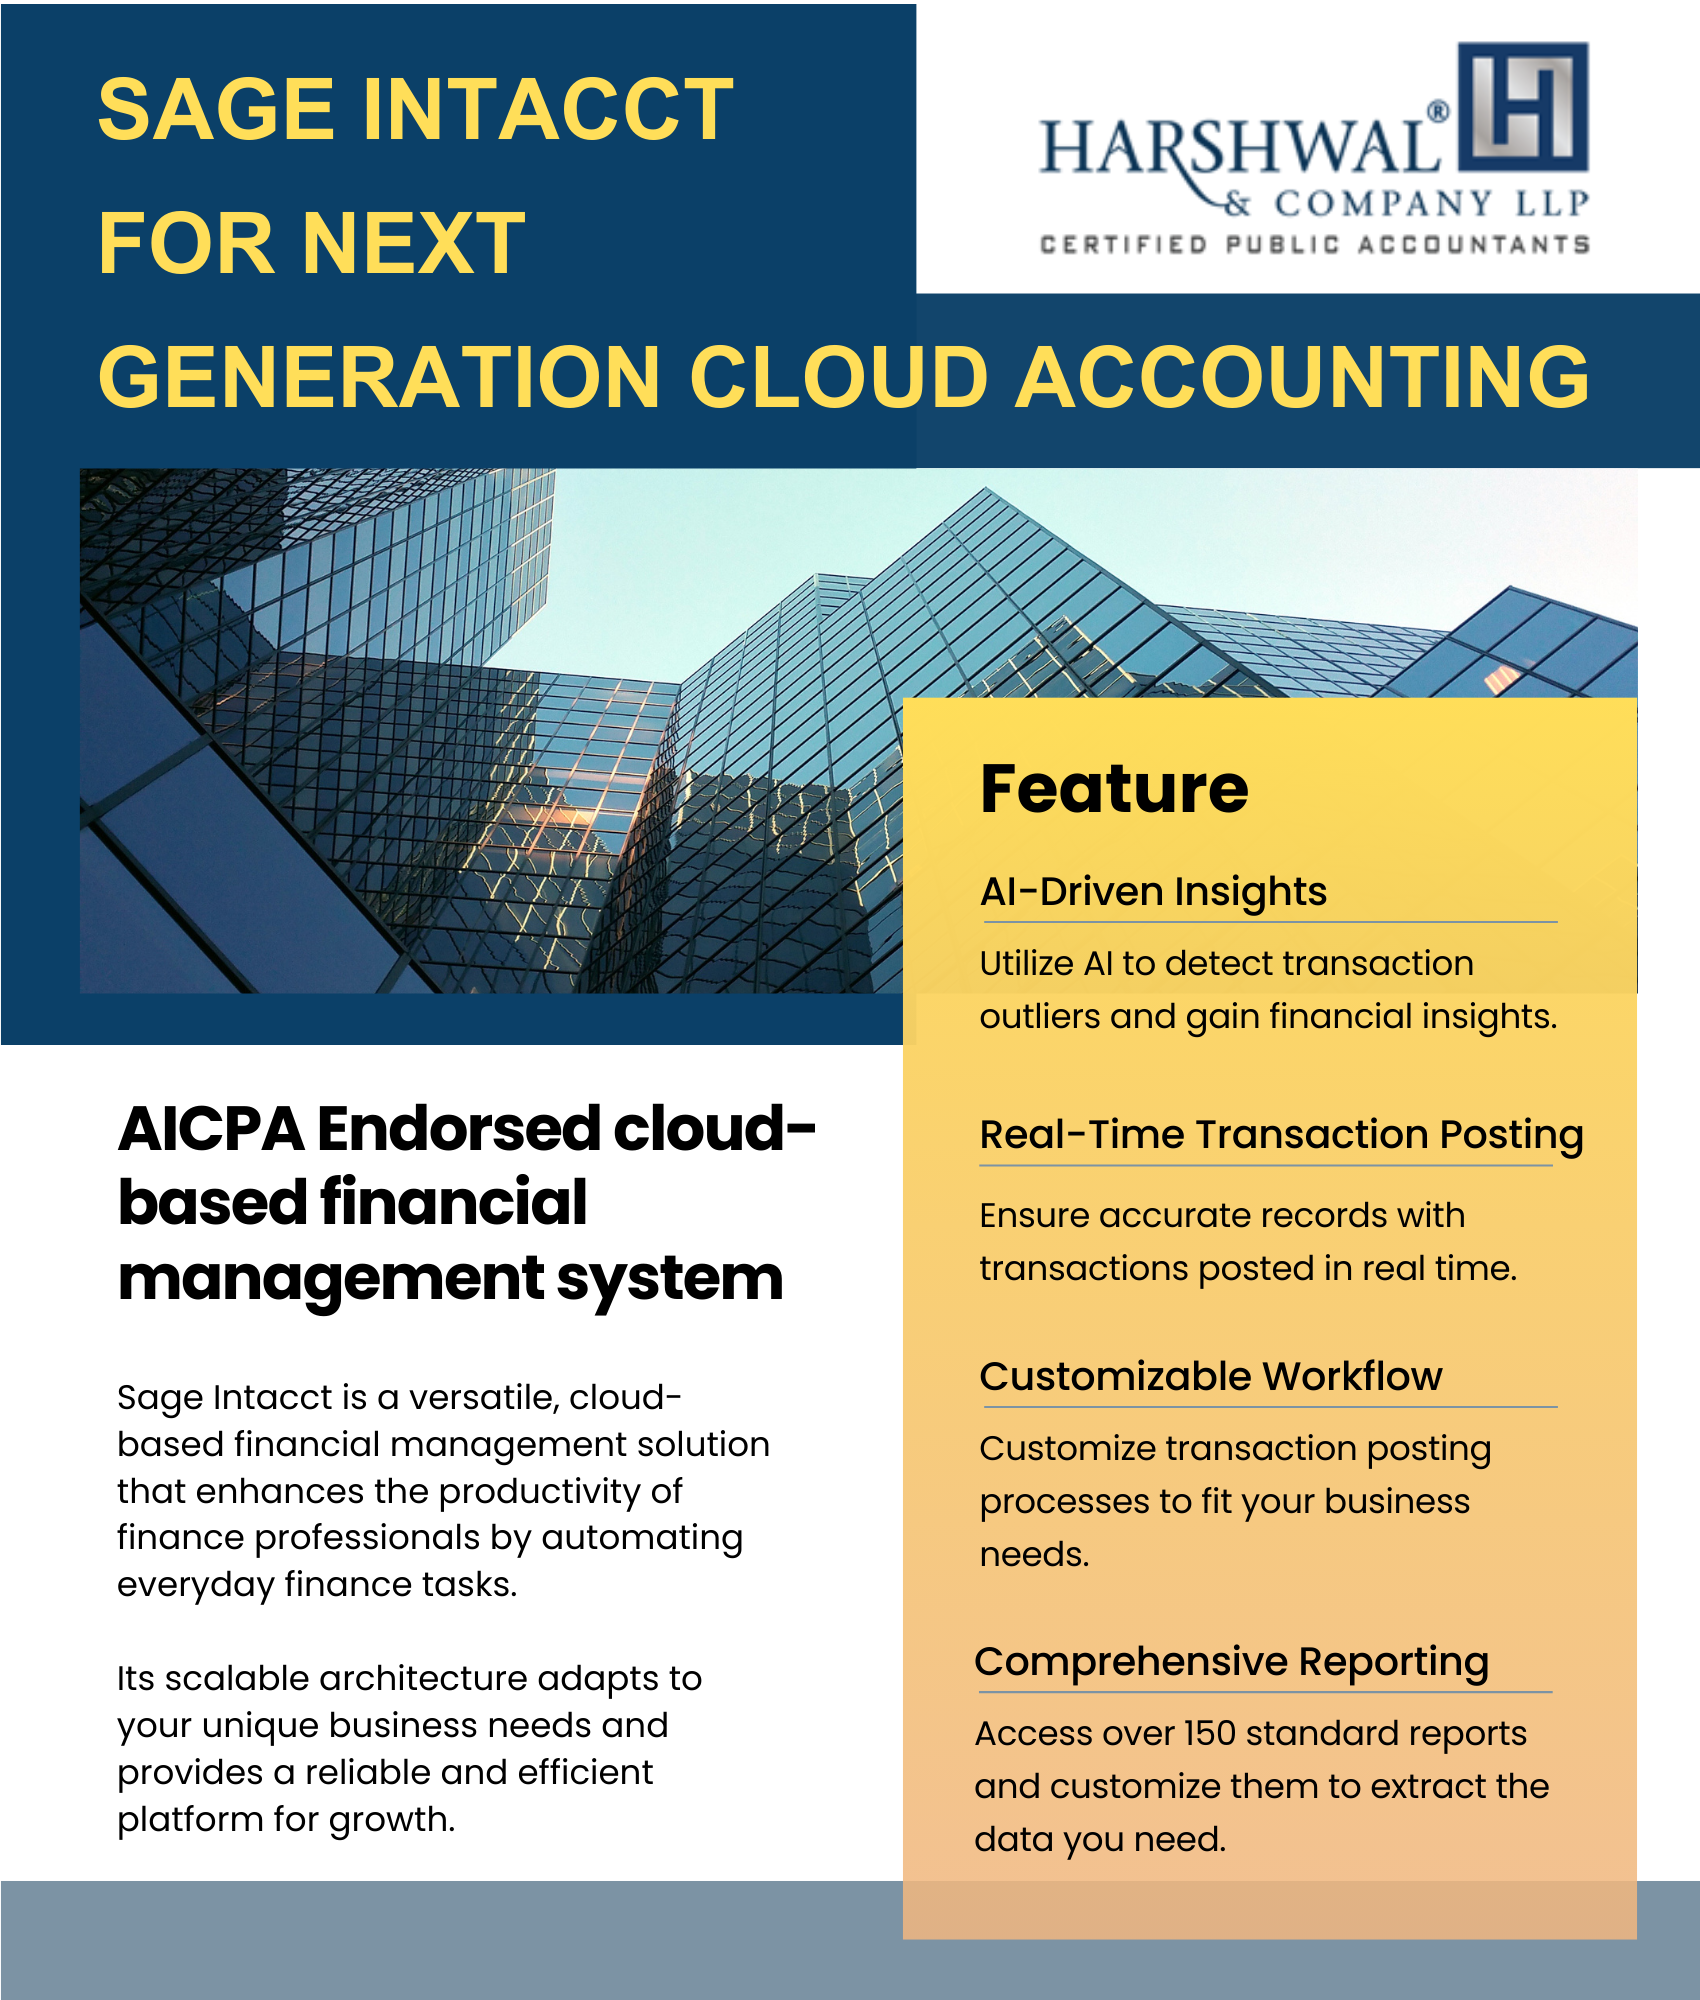 SAGE INTACCT
FOR NEXT
GENERATION CLOUD ACCOUNTING
HARSHWAL®
& COMPANY LLP
CERTIFIED PUBLIC ACCOUNTANTS
AICPA Endorsed cloud-
based financial
management system
Sage Intacct is a versatile, cloud-
based financial management solution
that enhances the productivity of
finance professionals by automating
everyday finance tasks.
Its scalable architecture adapts to
your unique business needs and
provides a reliable and efficient
platform for growth.
Feature
AI-Driven Insights
Utilize AI to detect transaction
outliers and gain financial insights.
Real-Time Transaction Posting
Ensure accurate records with
transactions posted in real time.
Customizable Workflow
Customize transaction posting
processes to fit your business
needs.
Comprehensive Reporting
Access over 150 standard reports
and customize them to extract the
data you need.